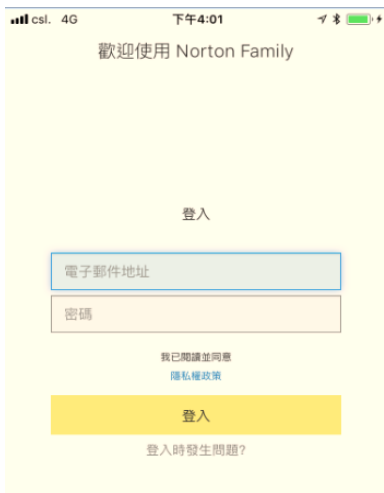 csl. 4G 下午4:01
歡迎使用 Norton Family
登入
電子郵件地址
密碼
我已閱讀並同意
隱私權政策
登入
登入時發生問題?